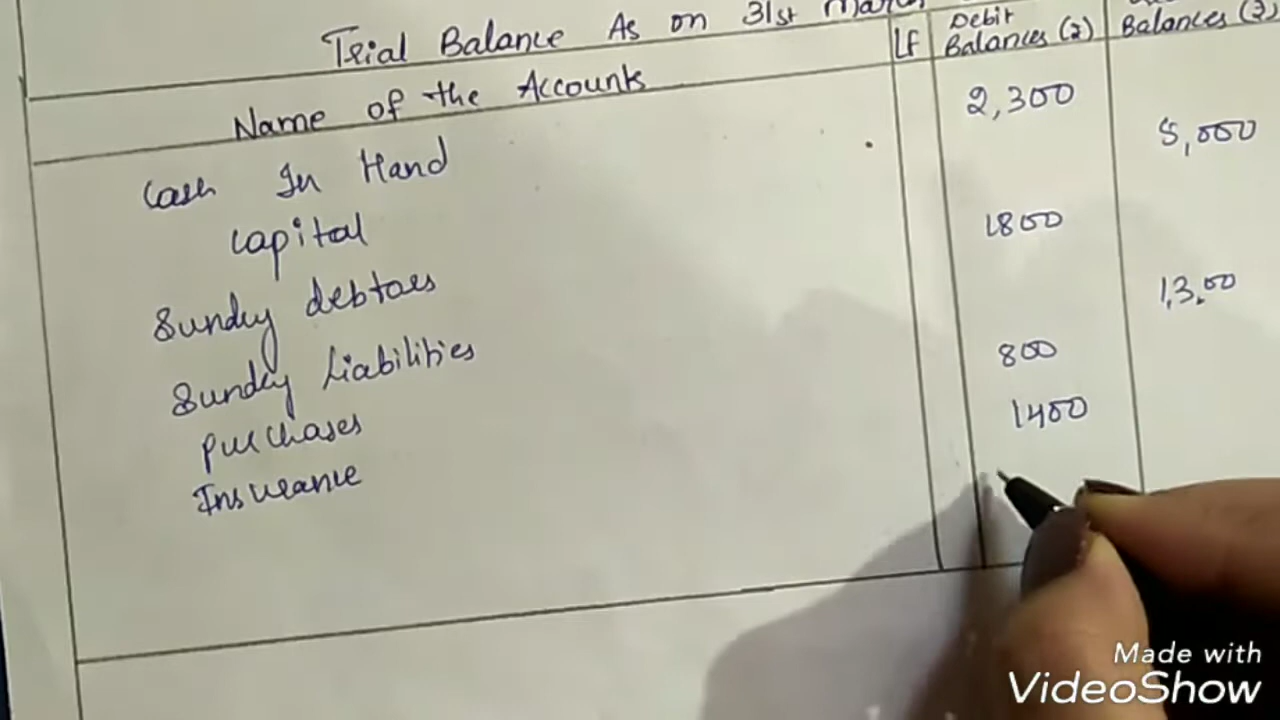 Trial Balance As on 31st March
Name of the Accounts LF Debit Balances (₹) Balances (₹)
Cash In Hand 2,300
Capital 5,000
Sundry debtors 1800
Sundry Liabilities 1,3,00
Purchases 800
Insurance 1400
Made with
VideoShow